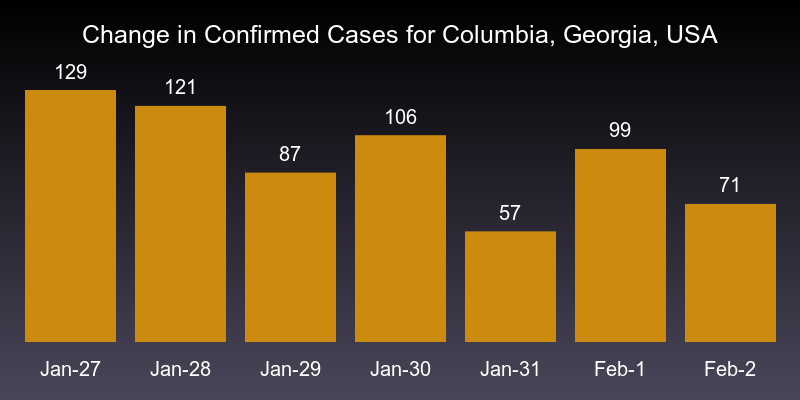 Change in Confirmed Cases for Columbia, Georgia, USA
129
121
87
106
57
99
71
Jan-27
Jan-28
Jan-29
Jan-30
Jan-31
Feb-1
Feb-2